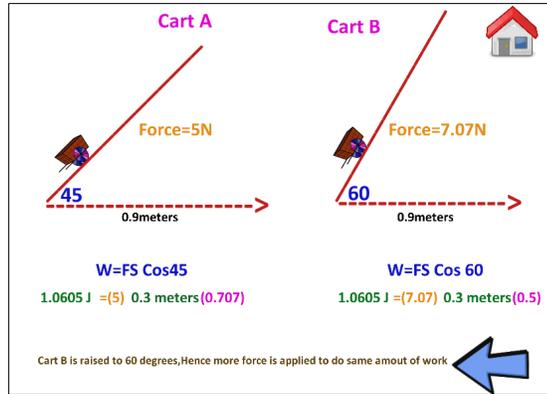 Cart A
Cart B
Force=5N
Force=7.07N
45
60
0.9meters
0.9meters
W=FS Cos45
W=FS Cos 60
1.0605 J =(5) 0.3 meters(0.707)
1.0605 J =(7.07) 0.3 meters(0.5)
Cart B is raised to 60 degrees,Hence more force is applied to do same amout of work